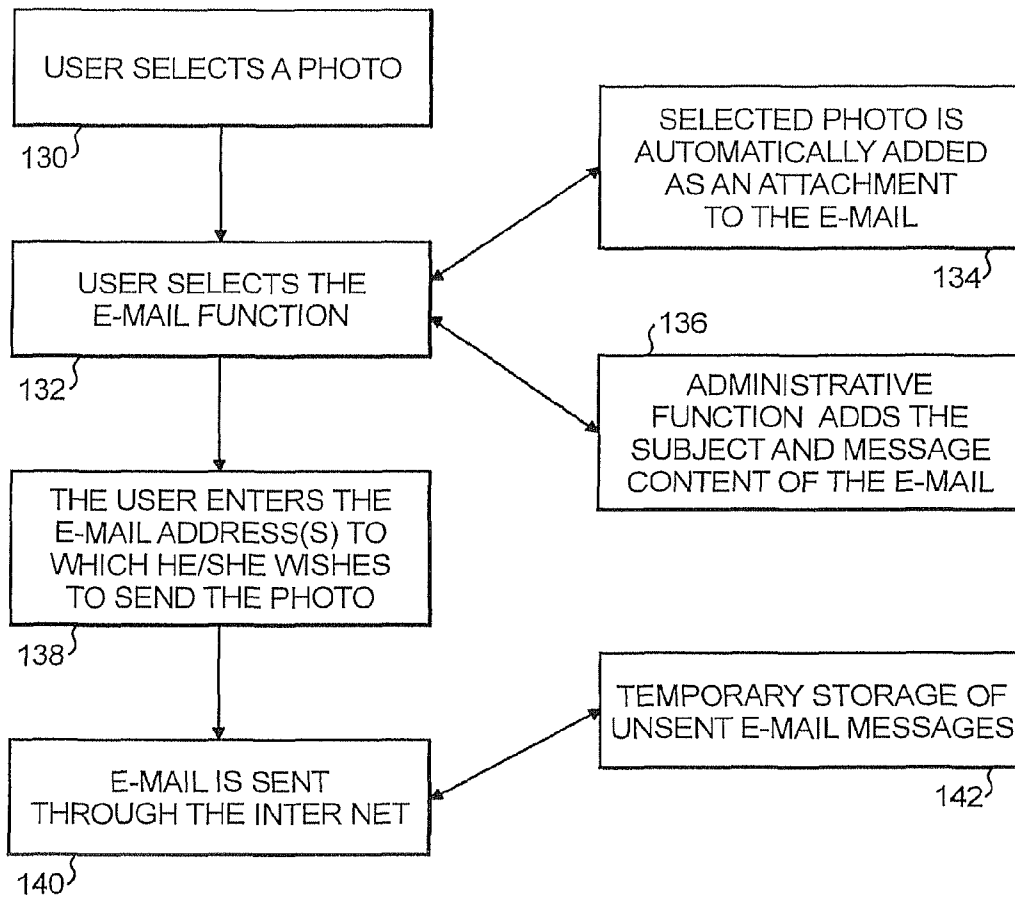 USER SELECTS A PHOTO
130
SELECTED PHOTO IS
AUTOMATICALLY ADDED
AS AN ATTACHMENT
TO THE E-MAIL
134
USER SELECTS THE
E-MAIL FUNCTION
132
136
ADMINISTRATIVE
FUNCTION ADDS THE
SUBJECT AND MESSAGE
CONTENT OF THE E-MAIL
THE USER ENTERS THE
E-MAIL ADDRESS(S) TO
WHICH HE/SHE WISHES
TO SEND THE PHOTO
138
TEMPORARY STORAGE OF
UNSENT E-MAIL MESSAGES
142
E-MAIL IS SENT
THROUGH THE INTER NET
140